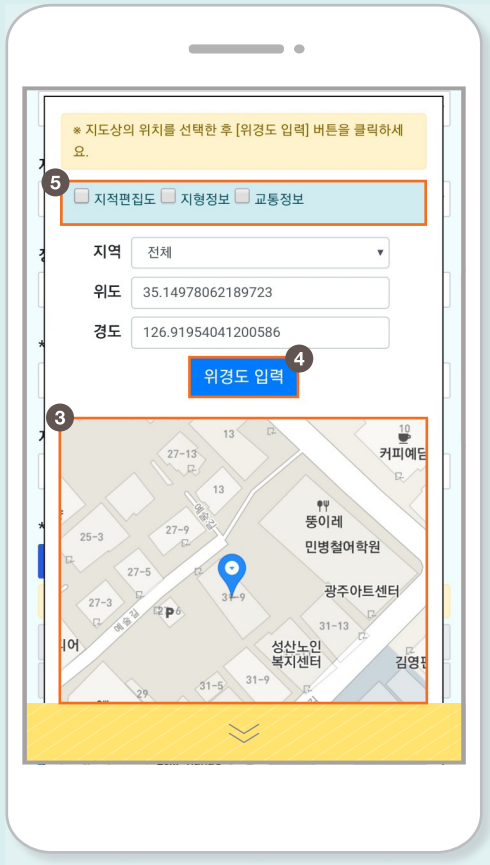 ※ 지도상의 위치를 선택한 후 [위경도 입력] 버튼을 클릭하세
요.
5
지적편집도 지형정보 교통정보
지역 전체
위도 35.14978062189723
경도 126.91954041200586
위경도 입력
4
3
13
10
27-13
커피예담
13
예술길
뚱이레
25-3
27-9
민병철어학원
27-5
31-9
광주아트센터
27-3
P
예술길
31-13
니어
성산노인
복지센터
김영
31-5
31-9
29